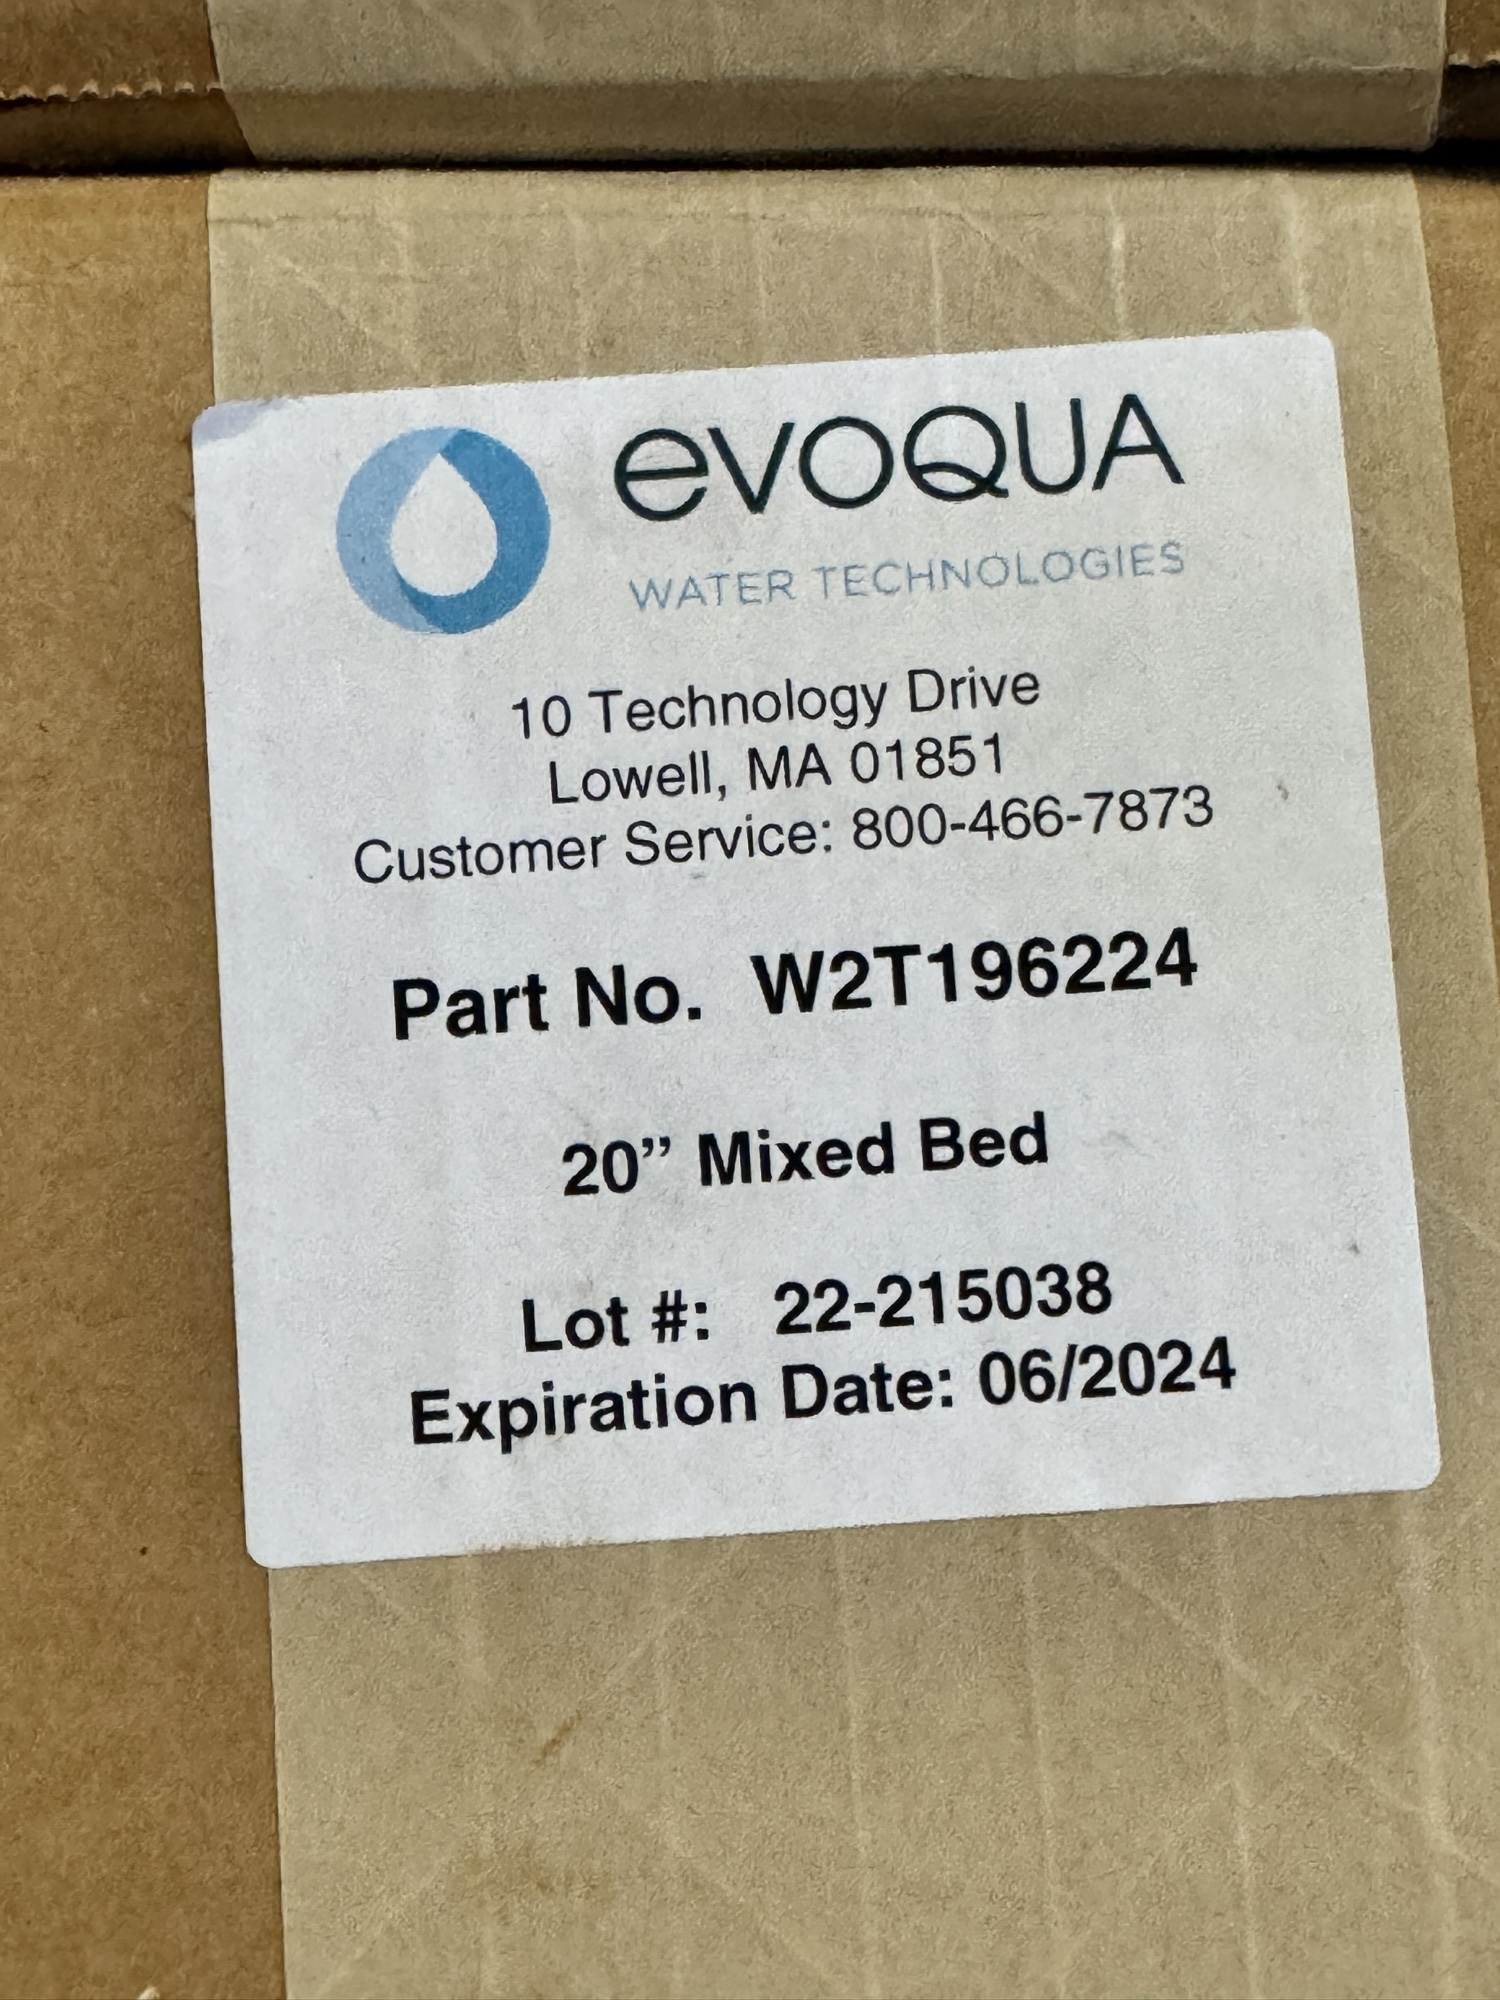 evoQUA
WATER TECHNOLOGIES
10 Technology Drive
Lowell, MA 01851
Customer Service: 800-466-7873
Part No. W2T196224
20” Mixed Bed
Lot #: 22-215038
Expiration Date: 06/2024